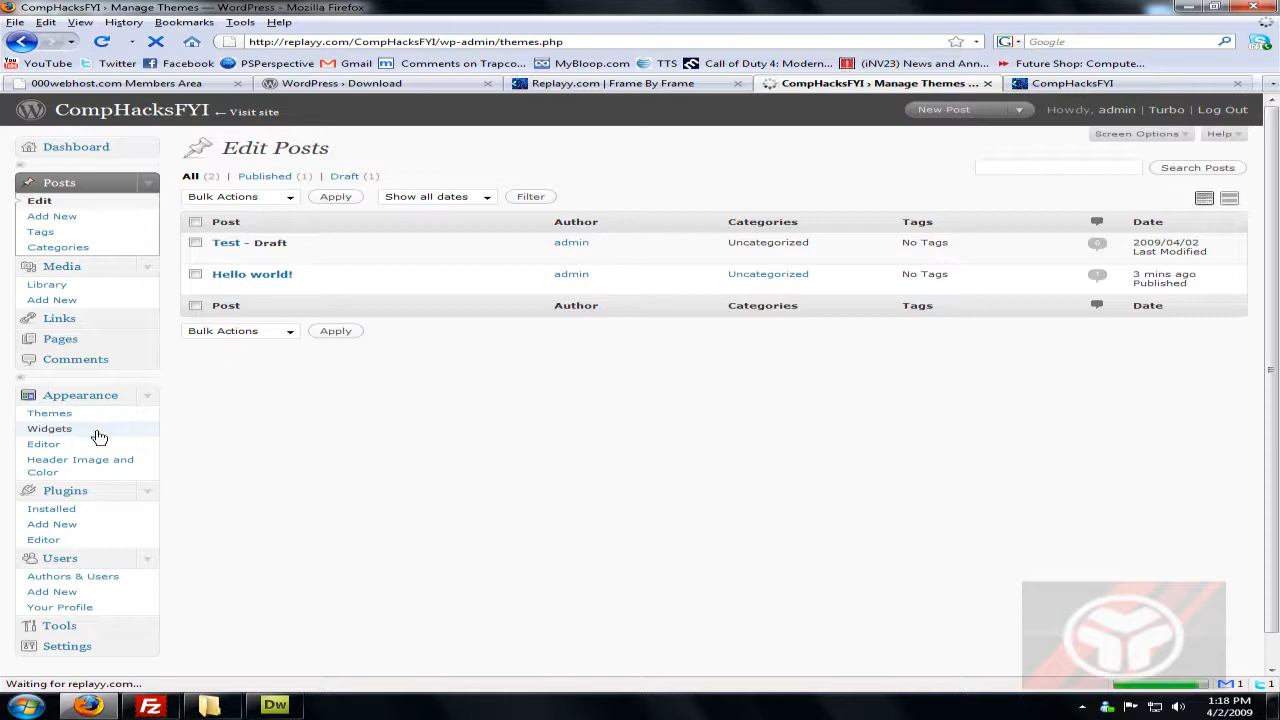 CompHacksFYI › Manage Themes — WordPress - Mozilla Firefox
File Edit View History Bookmarks Tools Help
http://replayy.com/CompHacksFYI/wp-admin/themes.php
Google
YouTube Twitter Facebook PSPerspective Gmail Comments on Trapco... MyBloop.com TTS Call of Duty 4: Modern... (iNV23) News and Ann... Future Shop: Compute...
000webhost.com Members Area WordPress › Download Replayy.com | Frame By Frame CompHacksFYI › Manage Themes ... CompHacksFYI
CompHacksFYI ← Visit site New Post Howdy, admin | Turbo | Log Out
Screen Options Help
Dashboard
Posts
Edit
Add New
Tags
Categories
Media
Library
Add New
Links
Pages
Comments
Appearance
Themes
Widgets
Editor
Header Image and
Color
Plugins
Installed
Add New
Editor
Users
Authors & Users
Add New
Your Profile
Tools
Settings
Edit Posts
All (2) | Published (1) | Draft (1)
Search Posts
Bulk Actions Apply Show all dates Filter
Post Author Categories Tags Date
Test - Draft admin Uncategorized No Tags 0 2009/04/02
Last Modified
Hello world! admin Uncategorized No Tags 1 3 mins ago
Published
Post Author Categories Tags Date
Bulk Actions Apply
Waiting for replayy.com... 1 1
Fz Dw 1:18 PM
4/2/2009